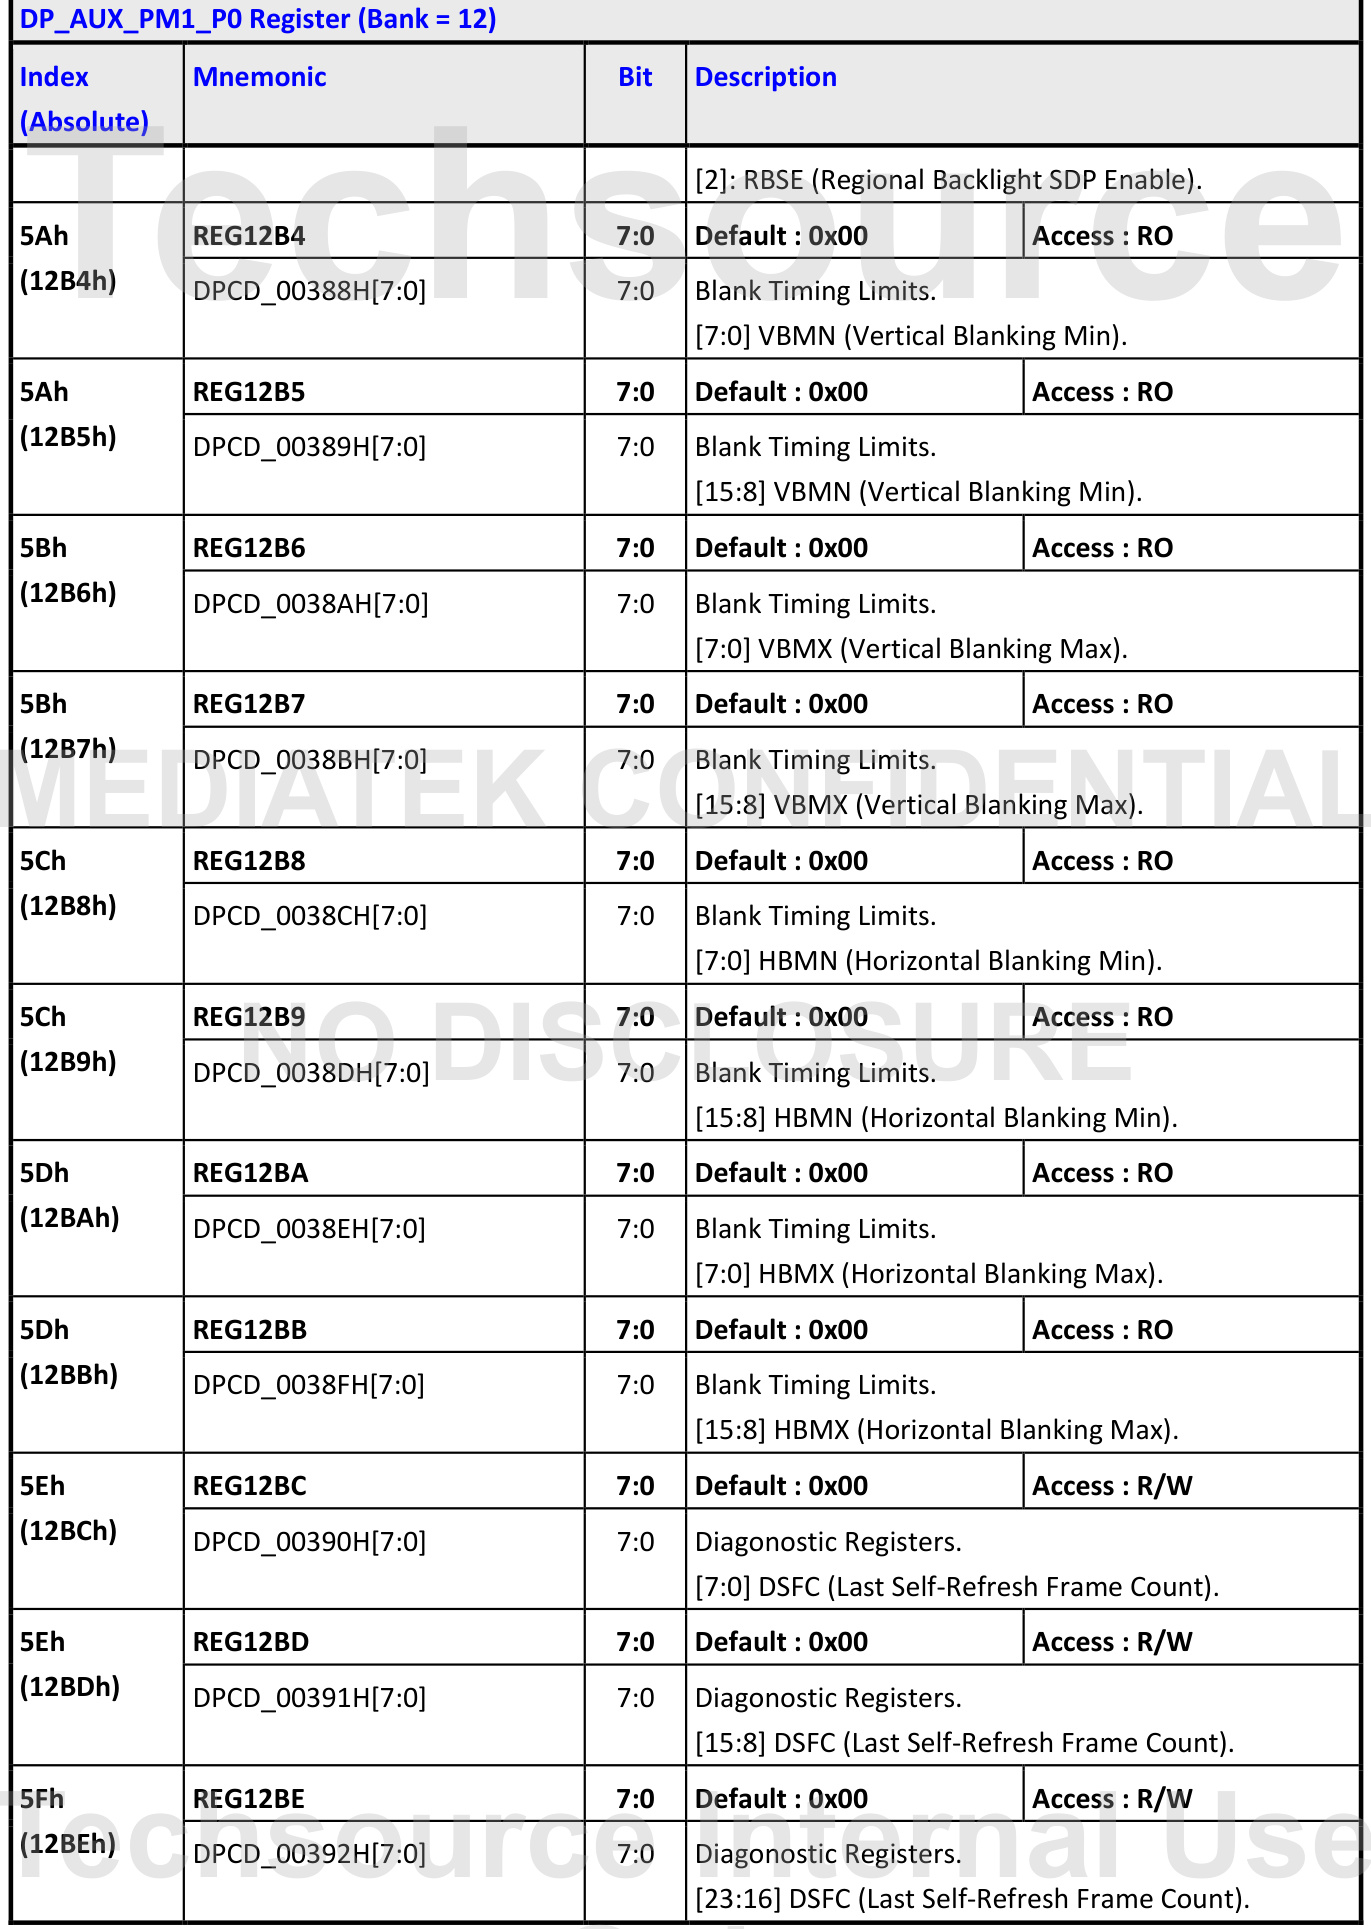 DP_AUX_PM1_P0 Register (Bank = 12)
Index Mnemonic Bit Description
(Absolute)
[2]: RBSE (Regional Backlight SDP Enable).
5Ah REG12B4 7:0 Default : 0x00 Access : RO
(12B4h) DPCD_00388H[7:0] 7:0 Blank Timing Limits.
[7:0] VBMN (Vertical Blanking Min).
5Ah REG12B5 7:0 Default : 0x00 Access : RO
(12B5h) DPCD_00389H[7:0] 7:0 Blank Timing Limits.
[15:8] VBMN (Vertical Blanking Min).
5Bh REG12B6 7:0 Default : 0x00 Access : RO
(12B6h) DPCD_0038AH[7:0] 7:0 Blank Timing Limits.
[7:0] VBMX (Vertical Blanking Max).
5Bh REG12B7 7:0 Default : 0x00 Access : RO
(12B7h) DPCD_0038BH[7:0] 7:0 Blank Timing Limits.
[15:8] VBMX (Vertical Blanking Max).
5Ch REG12B8 7:0 Default : 0x00 Access : RO
(12B8h) DPCD_0038CH[7:0] 7:0 Blank Timing Limits.
[7:0] HBMN (Horizontal Blanking Min).
5Ch REG12B9 7:0 Default : 0x00 Access : RO
(12B9h) DPCD_0038DH[7:0] 7:0 Blank Timing Limits.
[15:8] HBMN (Horizontal Blanking Min).
5Dh REG12BA 7:0 Default : 0x00 Access : RO
(12BAh) DPCD_0038EH[7:0] 7:0 Blank Timing Limits.
[7:0] HBMX (Horizontal Blanking Max).
5Dh REG12BB 7:0 Default : 0x00 Access : RO
(12BBh) DPCD_0038FH[7:0] 7:0 Blank Timing Limits.
[15:8] HBMX (Horizontal Blanking Max).
5Eh REG12BC 7:0 Default : 0x00 Access : R/W
(12BCh) DPCD_00390H[7:0] 7:0 Diagonostic Registers.
[7:0] DSFC (Last Self-Refresh Frame Count).
5Eh REG12BD 7:0 Default : 0x00 Access : R/W
(12BDh) DPCD_00391H[7:0] 7:0 Diagonostic Registers.
[15:8] DSFC (Last Self-Refresh Frame Count).
5Fh REG12BE 7:0 Default : 0x00 Access : R/W
(12BEh) DPCD_00392H[7:0] 7:0 Diagonostic Registers.
[23:16] DSFC (Last Self-Refresh Frame Count).
Techsource
MEDIATEK CONFIDENTIAL
NO DISCLOSURE
Techsource Internal Use